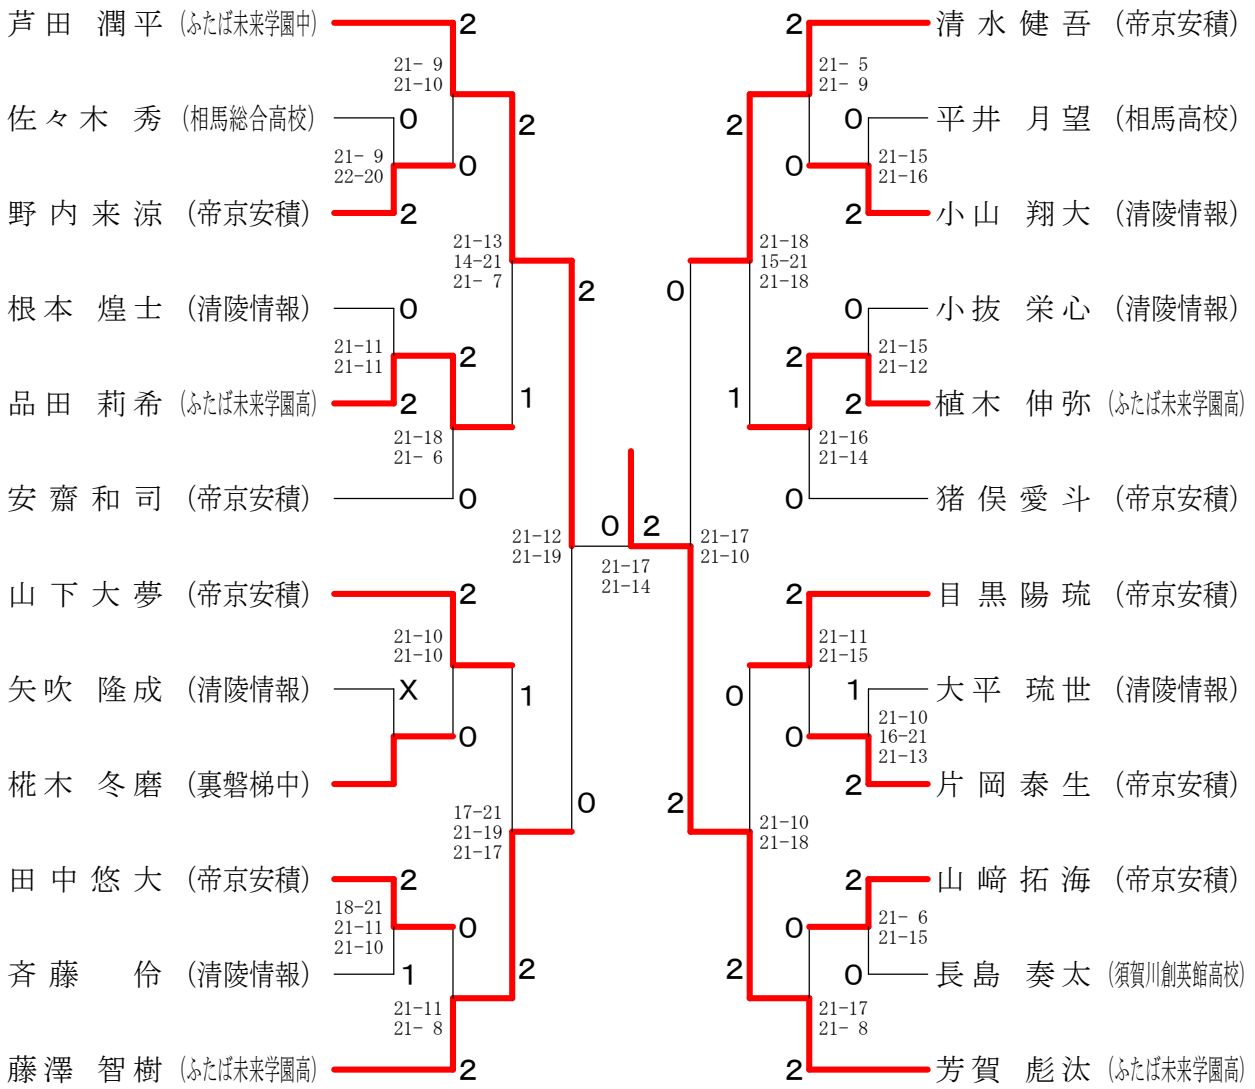 芦田 潤平 (ふたば未来学園中) 2 2 清水健吾 (帝京安積)
21- 9 21- 5
21-10 21- 9
佐々木 秀 (相馬総合高校) 0 2 2 0 平井 月望 (相馬高校)
21- 9 0 0 21-15
22-20 21-16
野内来涼 (帝京安積) 2 2 小山 翔大 (清陵情報)
21-13 21-18
14-21 15-21
21- 7 21-18
2 0
根本 煌士 (清陵情報) 0 0 小抜 栄心 (清陵情報)
21-11 2 2 21-15
21-11 21-12
品田 莉希 (ふたば未来学園高) 2 1 1 2 植木 伸弥 (ふたば未来学園高)
21-18 21-16
21- 6 21-14
安齋和司 (帝京安積) 0 0 猪俣愛斗 (帝京安積)
21-12 0 2 21-17
21-19 21-10
21-17
21-14
山下大夢 (帝京安積) 2 2 目黒陽琉 (帝京安積)
21-10 21-11
21-10 21-15
矢吹 隆成 (清陵情報) X 1 0 1 大平 琉世 (清陵情報)
0 0 21-10
16-21
21-13
椛木 冬磨 (裏磐梯中) 0 2 2 片岡泰生 (帝京安積)
17-21 21-10
21-19 21-18
21-17
田中悠大 (帝京安積) 2 2 山﨑拓海 (帝京安積)
18-21 0 0 21- 6
21-11 21-15
21-10
斉藤 伶 (清陵情報) 1 2 2 0 長島 奏太 (須賀川創英館高校)
21-11 21-17
21- 8 21- 8
藤澤 智樹 (ふたば未来学園高) 2 2 芳賀 彪汰 (ふたば未来学園高)